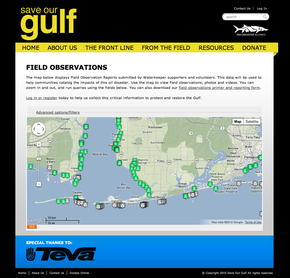 save our
gulf
Contact Us | Log In
search
HOME ABOUT US THE FRONT LINE FROM THE FIELD RESOURCES DONATE
FIELD OBSERVATIONS
The map below displays Field Observation Reports submitted by Waterkeeper supporters and volunteers. This data will be used to
help communities catalog the impacts of this oil disaster. Use the map to view field observations, photos and videos. You can
zoom in and out, and run queries using the fields below. You can also download our field observations primer and reporting form.
Log in or register today to help us collect this critical information to protect and restore the Gulf.
Advanced options/filters
Map Satellite
SPECIAL THANKS TO:
Teva
Home | About Us | Contact Us | Donate Online
© Copyright 2010 Save Our Gulf All rights reserved.